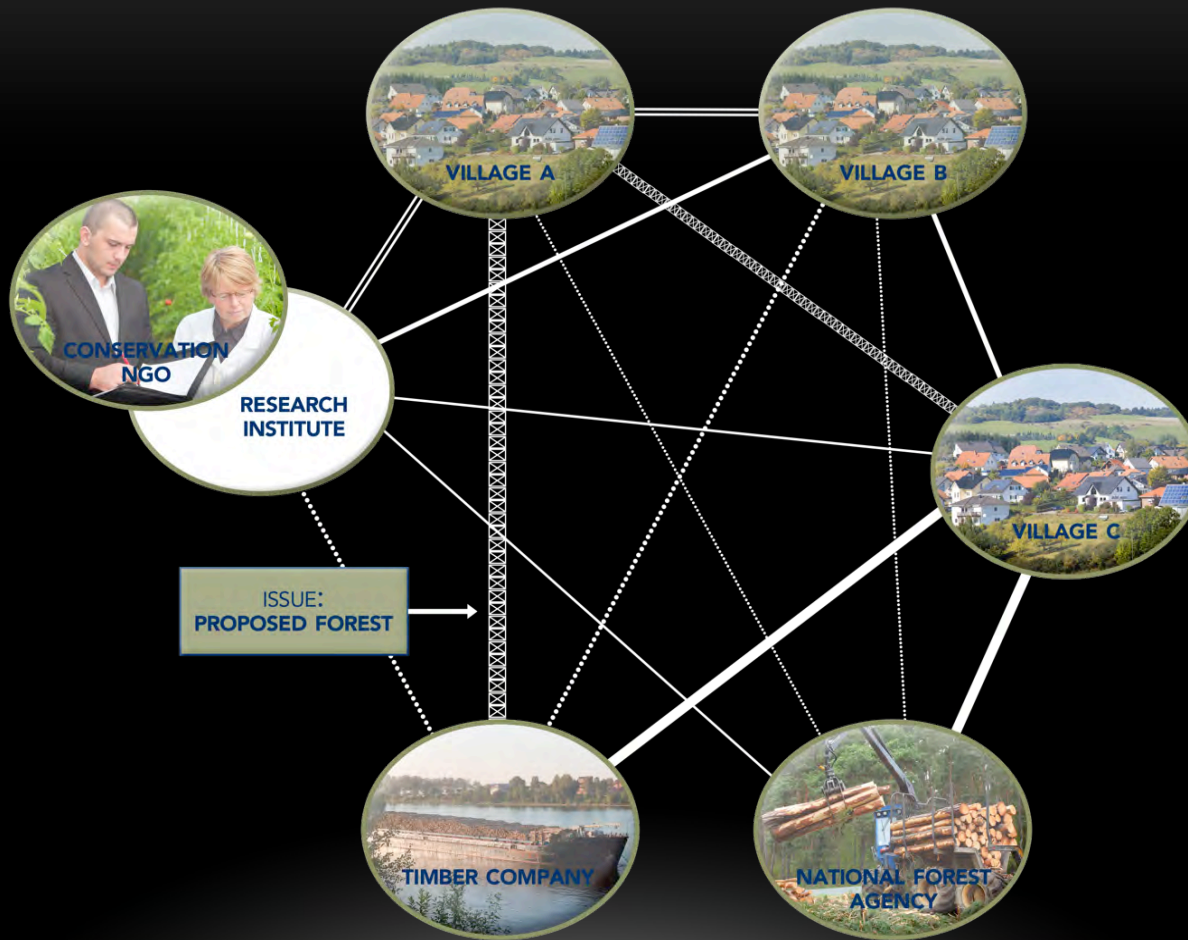 VILLAGE A
VILLAGE B
CONSERVATION
NGO
RESEARCH
INSTITUTE
VILLAGE C
ISSUE:
PROPOSED FOREST
TIMBER COMPANY
NATIONAL FOREST
AGENCY